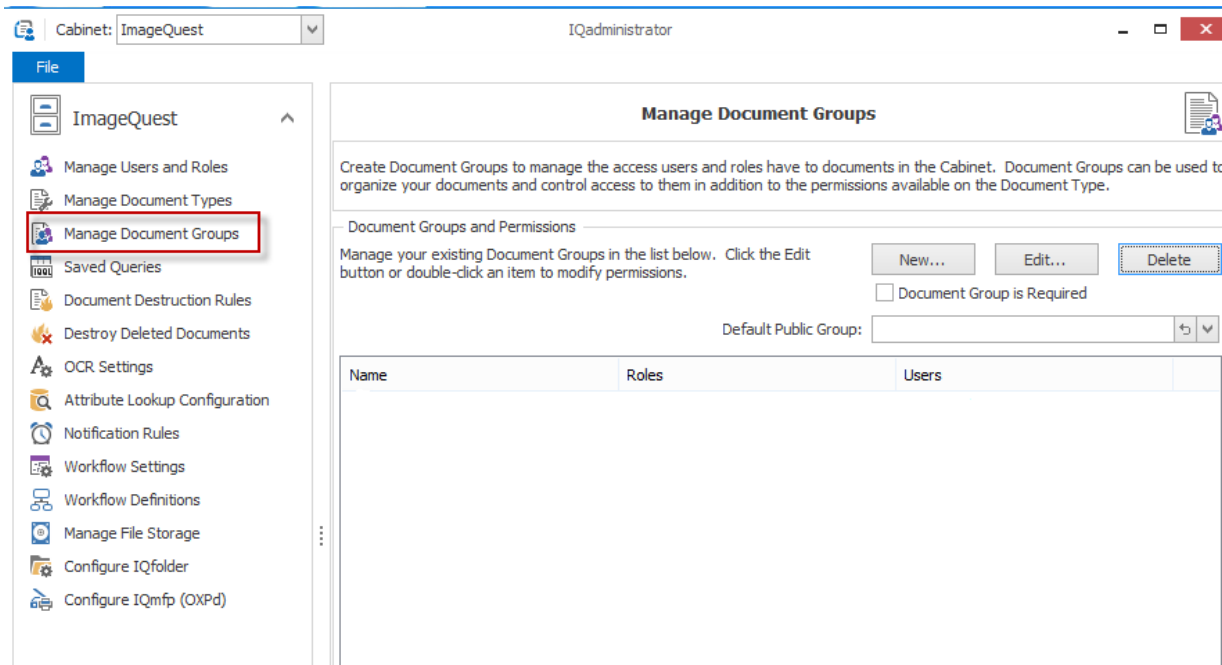 Cabinet: ImageQuest
IQadministrator
File
ImageQuest
Manage Users and Roles
Manage Document Types
Manage Document Groups
Saved Queries
Document Destruction Rules
Destroy Deleted Documents
OCR Settings
Attribute Lookup Configuration
Notification Rules
Workflow Settings
Workflow Definitions
Manage File Storage
Configure IQfolder
Configure IQmfp (OXPd)
Manage Document Groups
Create Document Groups to manage the access users and roles have to documents in the Cabinet. Document Groups can be used to
organize your documents and control access to them in addition to the permissions available on the Document Type.
Document Groups and Permissions
Manage your existing Document Groups in the list below. Click the Edit
button or double-click an item to modify permissions.
New... Edit... Delete
Document Group is Required
Default Public Group:
Name Roles Users